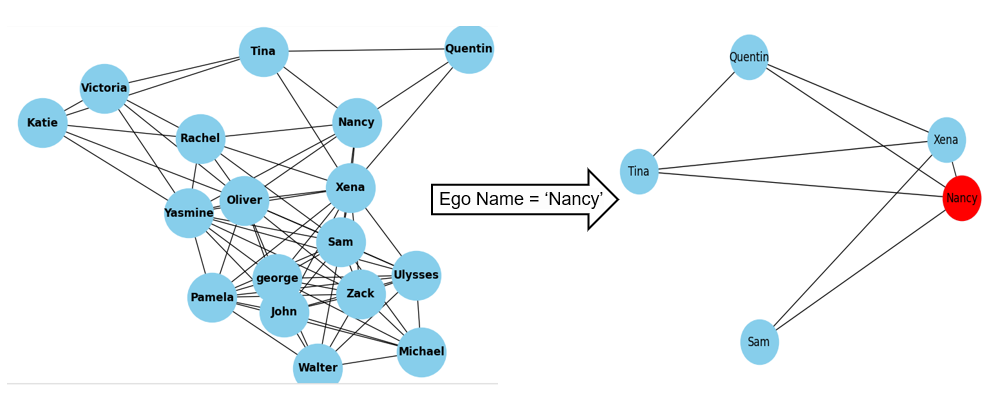 Tina
Quentin
Victoria
Katie
Nancy
Rachel
Xena
Oliver
Yasmine
Sam
Ulysses
george
Zack
Pamela
John
Michael
Walter
Ego Name = ‘Nancy’
Quentin
Xena
Tina
Nancy
Sam